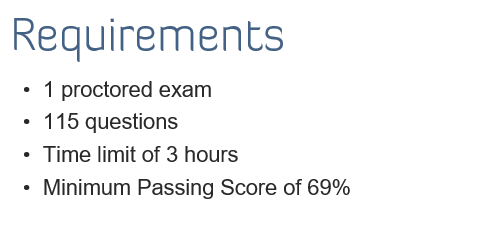 Requirements
• 1 proctored exam
• 115 questions
• Time limit of 3 hours
• Minimum Passing Score of 69%